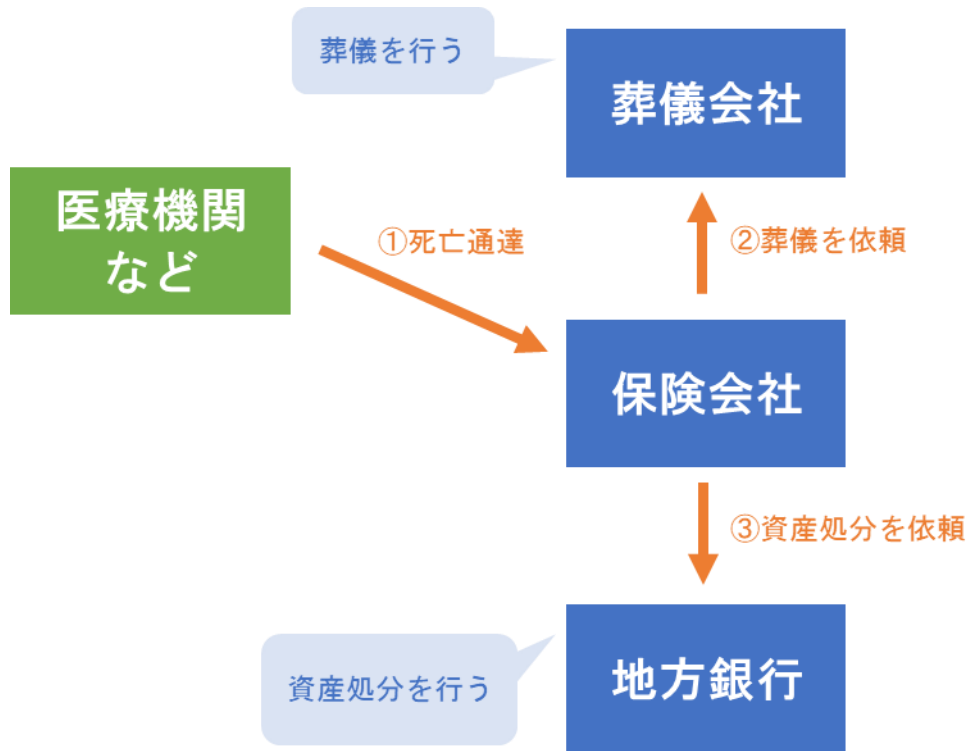 葬儀を行う
葬儀会社
医療機関
など
①死亡通達
②葬儀を依頼
保険会社
③資産処分を依頼
地方銀行
資産処分を行う